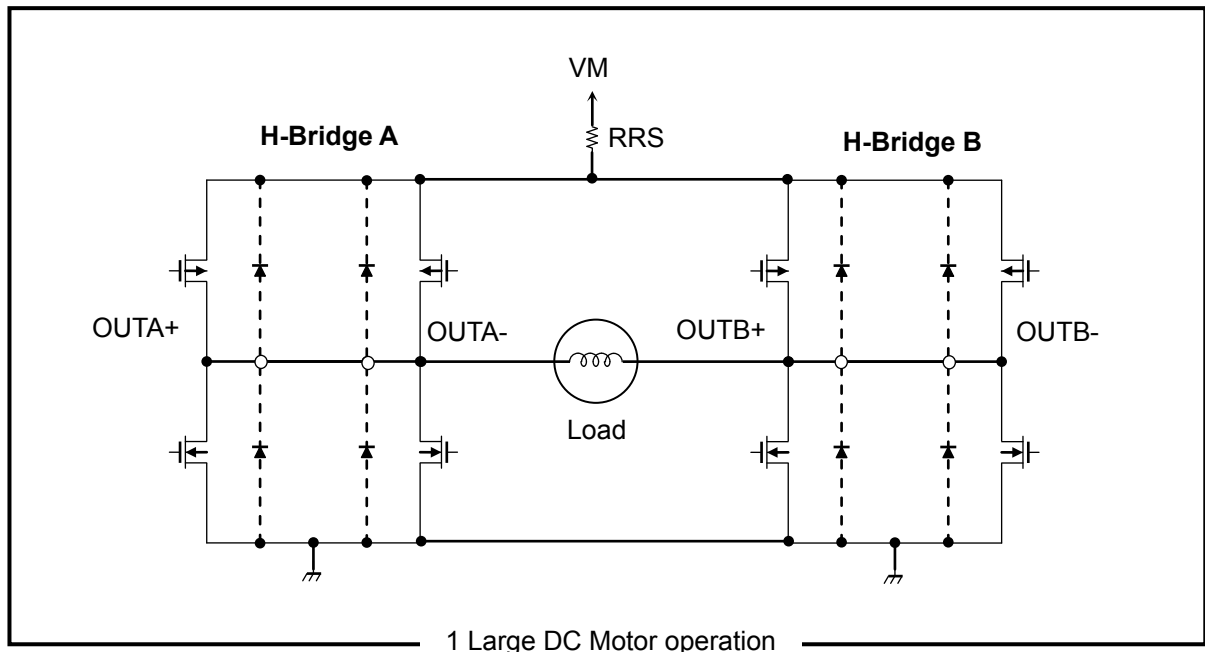 VM
RRS
H-Bridge A
H-Bridge B
OUTA+
OUTA-
OUTB+
OUTB-
Load
1 Large DC Motor operation